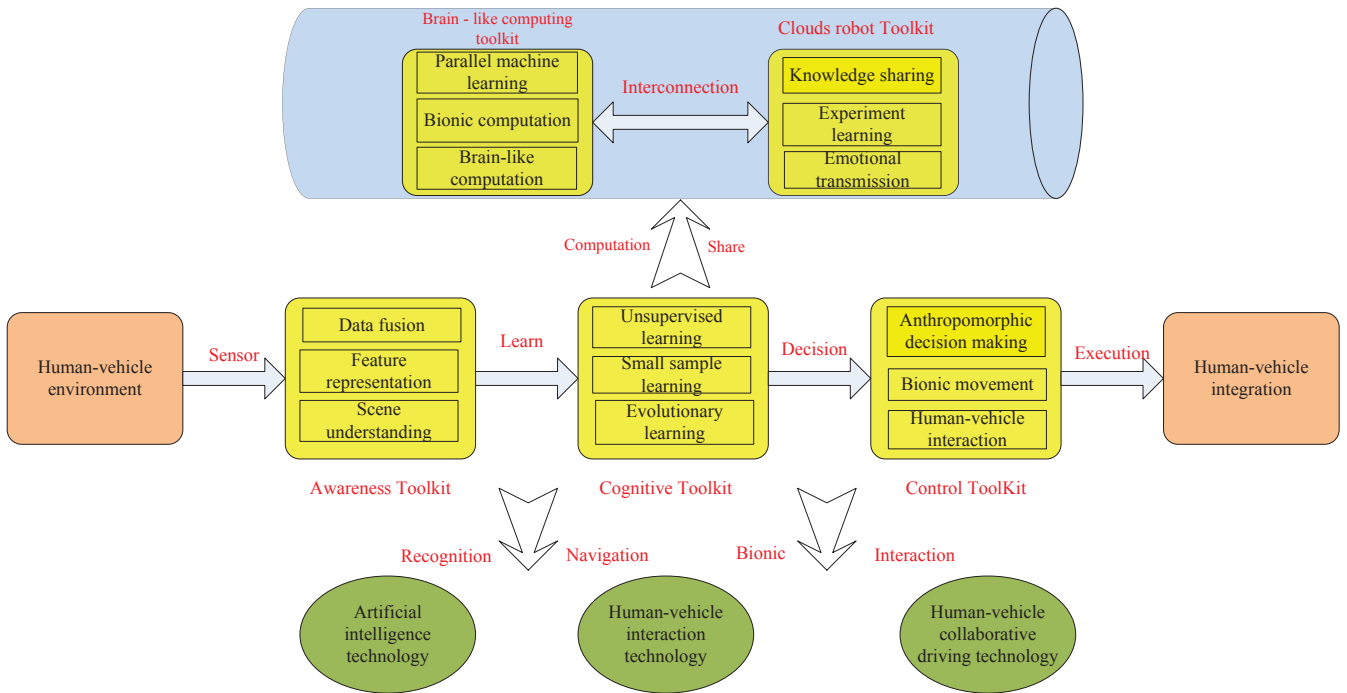 Brain - like computing
toolkit
Parallel machine
learning
Bionic computation
Brain-like
computation
Interconnection
Clouds robot Toolkit
Knowledge sharing
Experiment
learning
Emotional
transmission
Computation
Share
Human-vehicle
environment
Sensor
Data fusion
Feature
representation
Scene
understanding
Awareness Toolkit
Learn
Unsupervised
learning
Small sample
learning
Evolutionary
learning
Cognitive Toolkit
Decision
Anthropomorphic
decision making
Bionic movement
Human-vehicle
interaction
Control ToolKit
Execution
Human-vehicle
integration
Recognition
Navigation
Bionic
Interaction
Artificial
intelligence
technology
Human-vehicle
interaction
technology
Human-vehicle
collaborative
driving technology